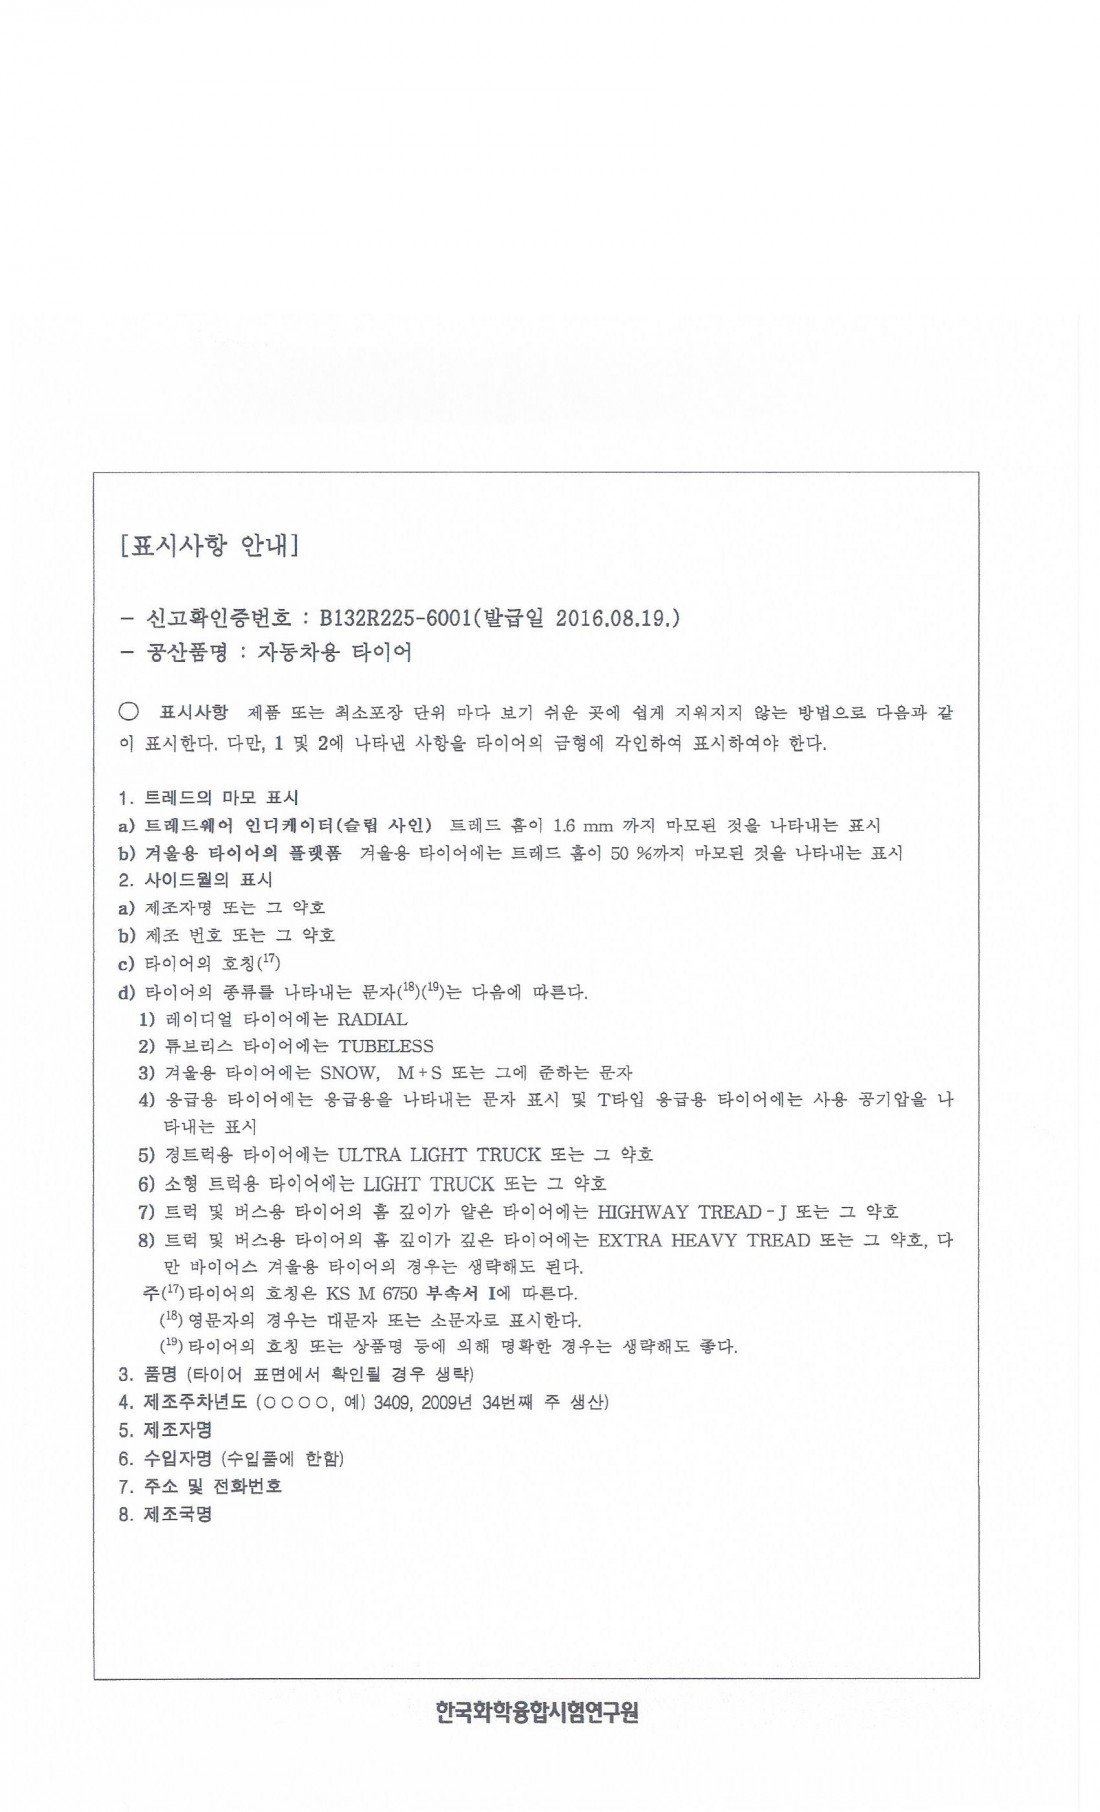 [표시사항 안내]
- 신고확인증번호 : B132R225-6001(발급일 2016.08.19.)
- 공산품명 : 자동차용 타이어
○ 표시사항 제품 또는 최소포장 단위 마다 보기 쉬운 곳에 쉽게 지워지지 않는 방법으로 다음과 같
이 표시한다. 다만, 1 및 2에 나타낸 사항을 타이어의 금형에 각인하여 표시하여야 한다.
1. 트레드의 마모 표시
a) 트레드웨어 인디케이터(슬립 사인) 트레드 홈이 1.6 mm 까지 마모된 것을 나타내는 표시
b) 겨울용 타이어의 플랫폼 겨울용 타이어에는 트레드 홈이 50 %까지 마모된 것을 나타내는 표시
2. 사이드월의 표시
a) 제조자명 또는 그 약호
b) 제조 번호 또는 그 약호
c) 타이어의 호칭(17)
d) 타이어의 종류를 나타내는 문자(18)(19)는 다음에 따른다.
1) 레이디얼 타이어에는 RADIAL
2) 튜브리스 타이어에는 TUBELESS
3) 겨울용 타이어에는 SNOW, M+S 또는 그에 준하는 문자
4) 응급용 타이어에는 응급용을 나타내는 문자 표시 및 T타입 응급용 타이어에는 사용 공기압을 나
타내는 표시
5) 경트럭용 타이어에는 ULTRA LIGHT TRUCK 또는 그 약호
6) 소형 트럭용 타이어에는 LIGHT TRUCK 또는 그 약호
7) 트럭 및 버스용 타이어의 홈 깊이가 얕은 타이어에는 HIGHWAY TREAD-J 또는 그 약호
8) 트럭 및 버스용 타이어의 홈 깊이가 깊은 타이어에는 EXTRA HEAVY TREAD 또는 그 약호, 다
만 바이어스 겨울용 타이어의 경우는 생략해도 된다.
주(17)타이어의 호칭은 KS M 6750 부속서 I에 따른다.
(18)영문자의 경우는 대문자 또는 소문자로 표시한다.
(19)타이어의 호칭 또는 상품명 등에 의해 명확한 경우는 생략해도 좋다.
3. 품명 (타이어 표면에서 확인될 경우 생략)
4. 제조주차년도 (○○○○, 예) 3409, 2009년 34번째 주 생산)
5. 제조자명
6. 수입자명 (수입품에 한함)
7. 주소 및 전화번호
8. 제조국명
한국화학융합시험연구원